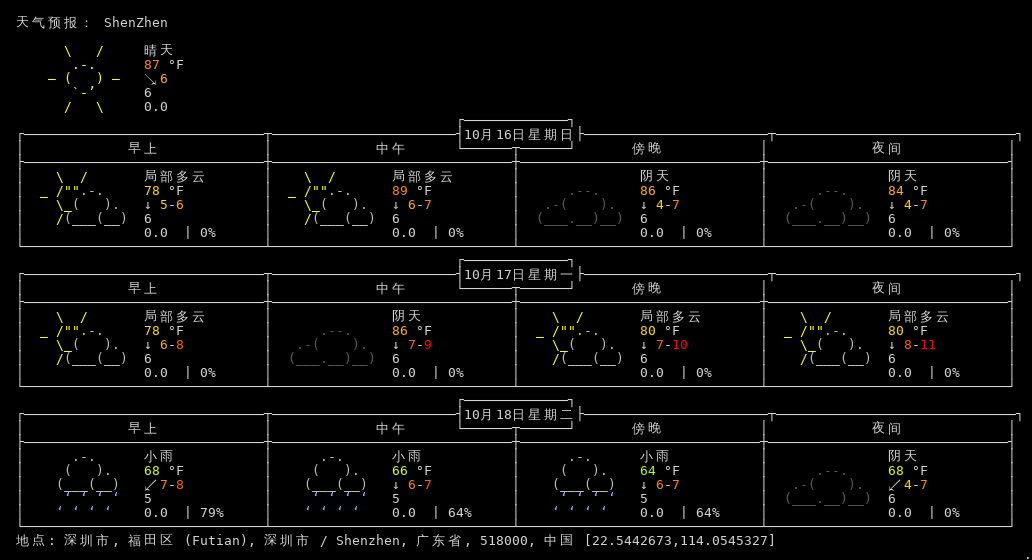 天气预报： ShenZhen
晴天
87 °F
↘6
6
0.0
10月16日星期日
早上 中午 傍晚 夜间
局部多云 局部多云 阴天 阴天
78 °F 89 °F 86 °F 84 °F
↓ 5-6 ↓ 6-7 ↓ 4-7 ↓ 4-7
6 6 6 6
0.0 | 0% 0.0 | 0% 0.0 | 0% 0.0 | 0%
10月17日星期一
早上 中午 傍晚 夜间
局部多云 阴天 局部多云 局部多云
78 °F 86 °F 80 °F 80 °F
↓ 6-8 ↓ 7-9 ↓ 7-10 ↓ 8-11
6 6 6 6
0.0 | 0% 0.0 | 0% 0.0 | 0% 0.0 | 0%
10月18日星期二
早上 中午 傍晚 夜间
小雨 小雨 小雨 阴天
68 °F 66 °F 64 °F 68 °F
↙7-8 ↓ 6-7 ↓ 6-7 ↙4-7
5 5 5 6
0.0 | 79% 0.0 | 64% 0.0 | 64% 0.0 | 0%
地点: 深圳市, 福田区 (Futian), 深圳市 / Shenzhen, 广东省, 518000, 中国 [22.5442673,114.0545327]